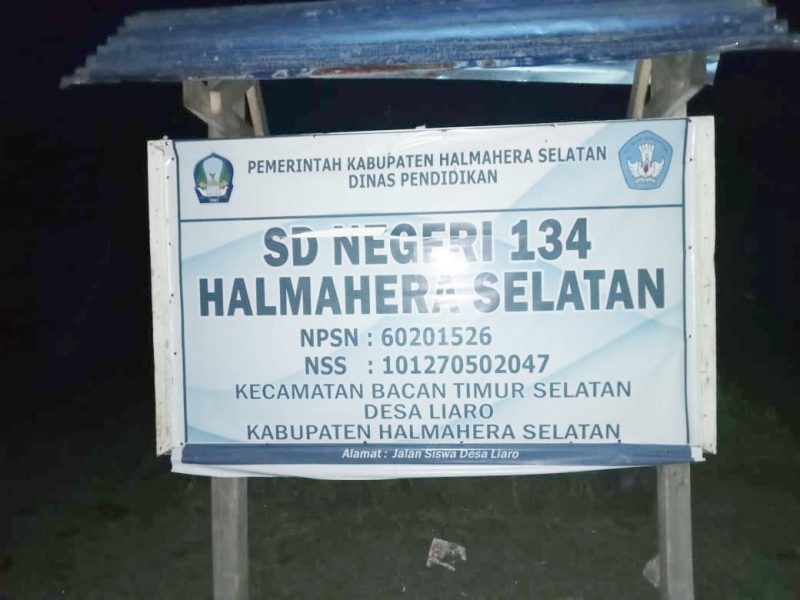 PEMERINTAH KABUPATEN HALMAHERA SELATAN
DINAS PENDIDIKAN
SD NEGERI 134
HALMAHERA SELATAN
NPSN : 60201526
NSS : 101270502047
KECAMATAN BACAN TIMUR SELATAN
DESA LIARO
KABUPATEN HALMAHERA SELATAN
Alamat : Jalan Siswa Desa Liaro